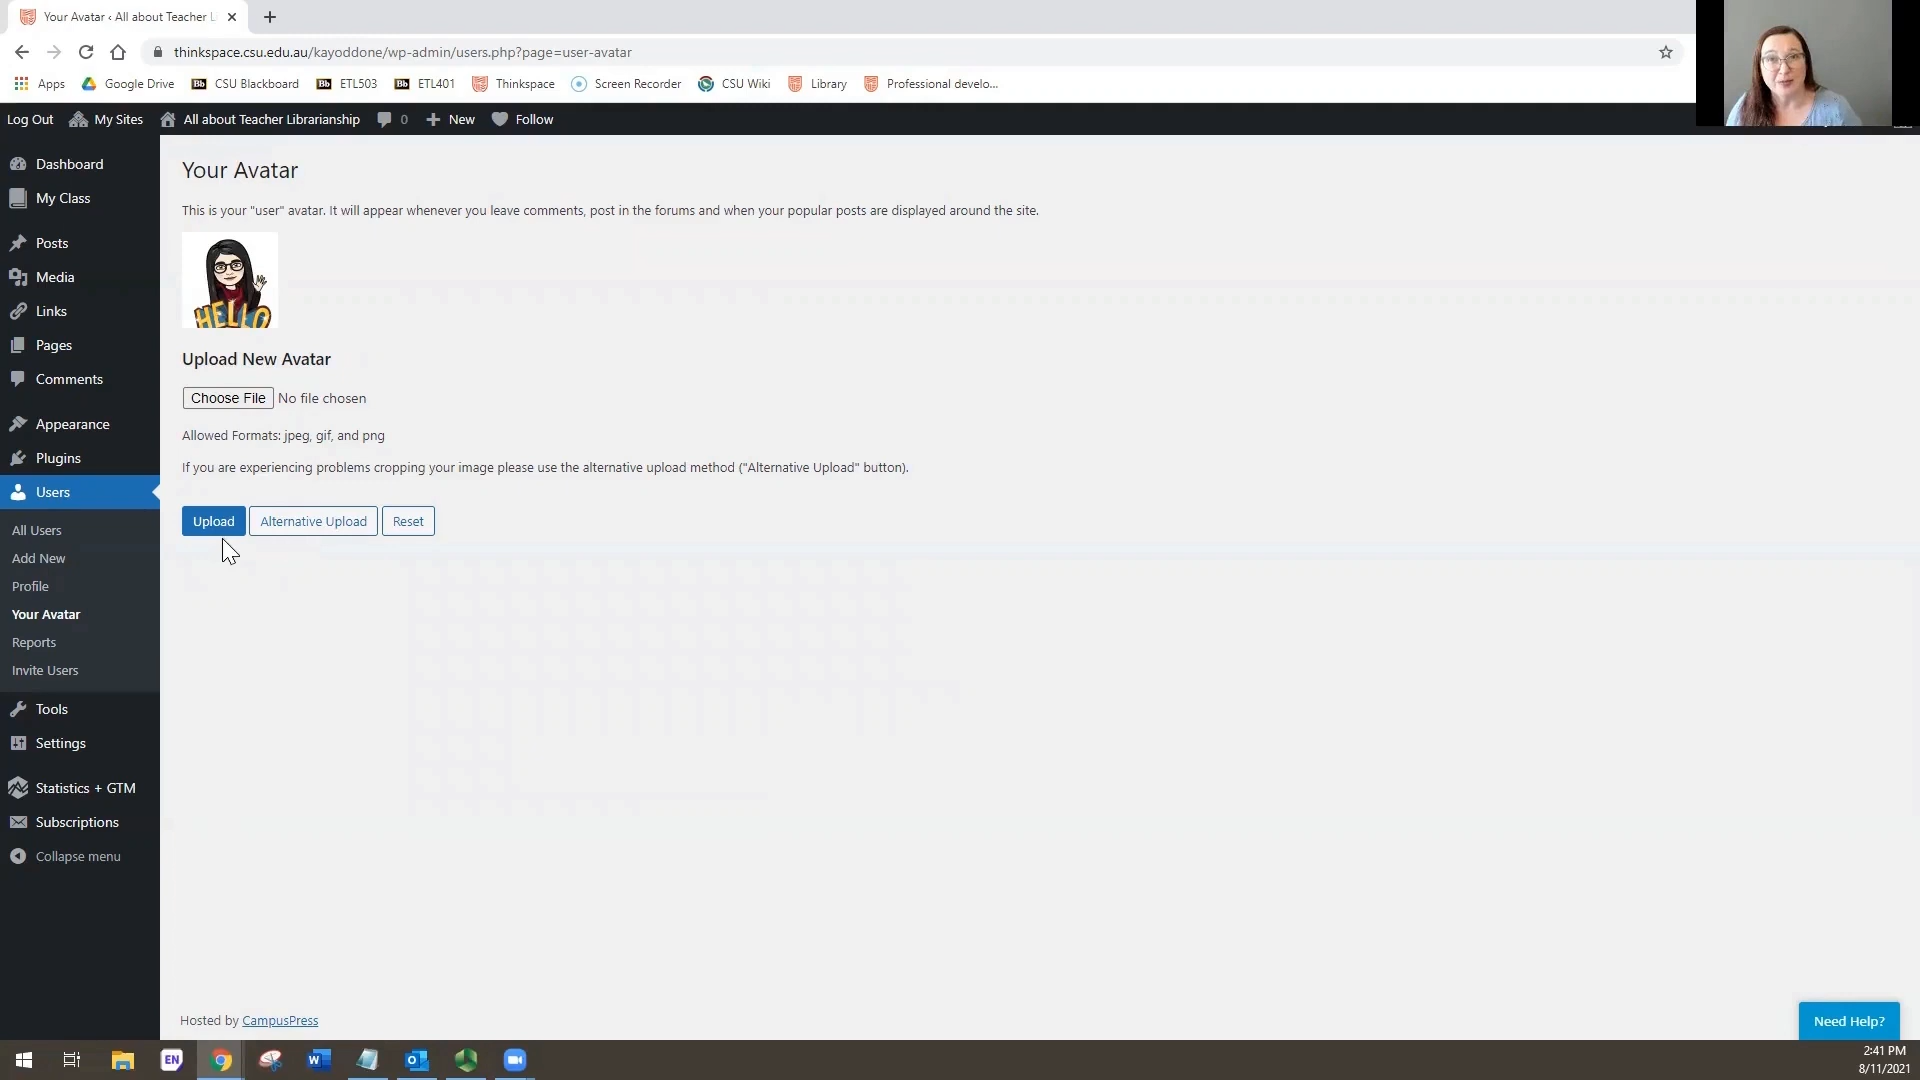 Your Avatar ‹ All about Teacher Li
thinkspace.csu.edu.au/kayoddone/wp-admin/users.php?page=user-avatar
Apps Google Drive Bb CSU Blackboard Bb ETL503 Bb ETL401 Thinkspace Screen Recorder CSU Wiki Library Professional develo...
Log Out My Sites All about Teacher Librarianship 0 New Follow
Dashboard
My Class
Posts
Media
Links
Pages
Comments
Appearance
Plugins
Users
All Users
Add New
Profile
Your Avatar
Reports
Invite Users
Tools
Settings
Statistics + GTM
Subscriptions
Collapse menu
Your Avatar
This is your "user" avatar. It will appear whenever you leave comments, post in the forums and when your popular posts are displayed around the site.
HELLO
Upload New Avatar
Choose File No file chosen
Allowed Formats: jpeg, gif, and png
If you are experiencing problems cropping your image please use the alternative upload method ("Alternative Upload" button).
Upload Alternative Upload Reset
Hosted by CampusPress
Need Help?
EN
2:41 PM
8/11/2021